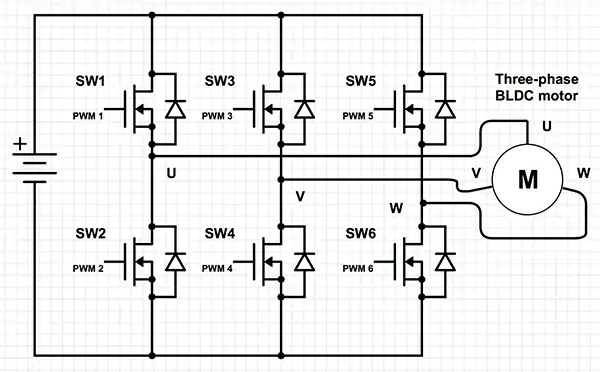 SW1
SW3
SW5
Three-phase
BLDC motor
PWM 1
PWM 3
PWM 5
U
+
U
V
W
M
V
W
SW2
SW4
SW6
PWM 2
PWM 4
PWM 6